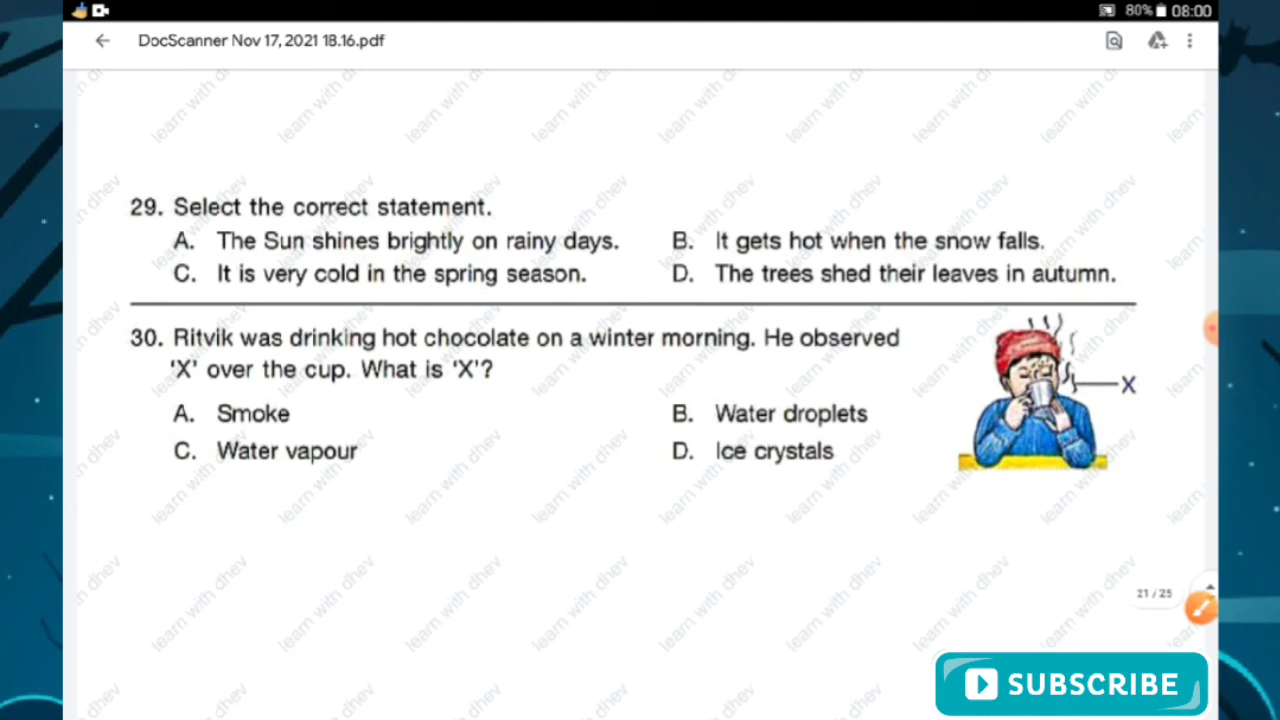 80% 08:00
DocScanner Nov 17, 2021 18.16.pdf
29. Select the correct statement.
A. The Sun shines brightly on rainy days. B. It gets hot when the snow falls.
C. It is very cold in the spring season. D. The trees shed their leaves in autumn.
30. Ritvik was drinking hot chocolate on a winter morning. He observed
'X' over the cup. What is 'X'?
X
A. Smoke B. Water droplets
C. Water vapour D. Ice crystals
21 / 25
SUBSCRIBE
learn with dhev